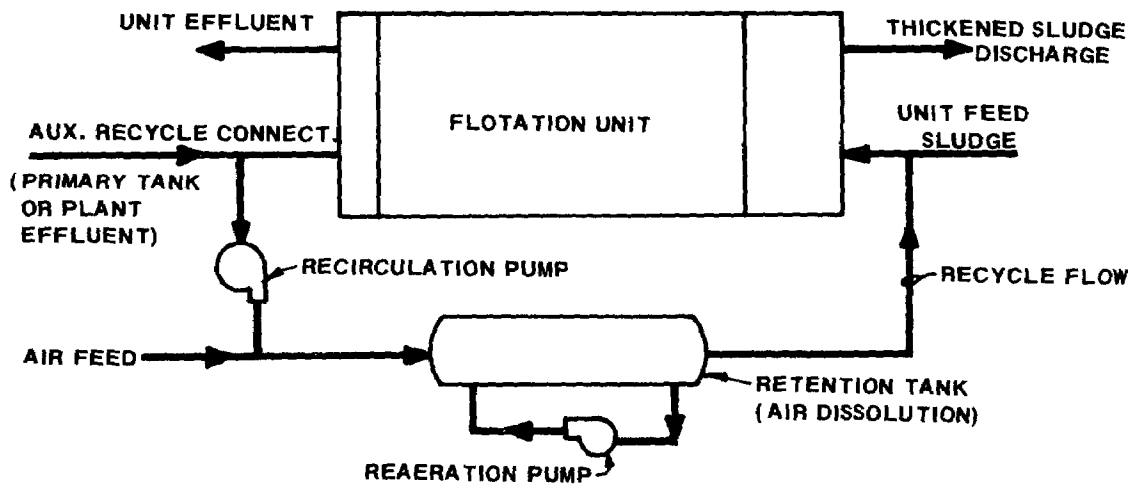 UNIT EFFLUENT
THICKENED SLUDGE
DISCHARGE
AUX. RECYCLE CONNECT.
FLOTATION UNIT
UNIT FEED
SLUDGE
(PRIMARY TANK
OR PLANT
EFFLUENT)
RECIRCULATION PUMP
RECYCLE FLOW
AIR FEED
RETENTION TANK
(AIR DISSOLUTION)
REAERATION PUMP